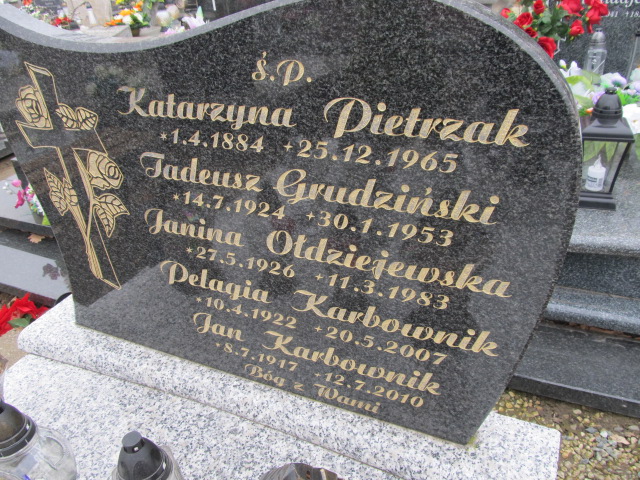 ś.p.
Katarzyna Pietrzak
*1.4.1884 +25.12.1965
Tadeusz Grudziński
*14.7.1924 +30.1.1953
Janina Ołdziejewska
*27.5.1926 +11.3.1983
Pelagia Karbownik
*10.4.1922 +20.5.2007
Jan Karbownik
*8.7.1917 +12.7.2010
Bóg z Wami